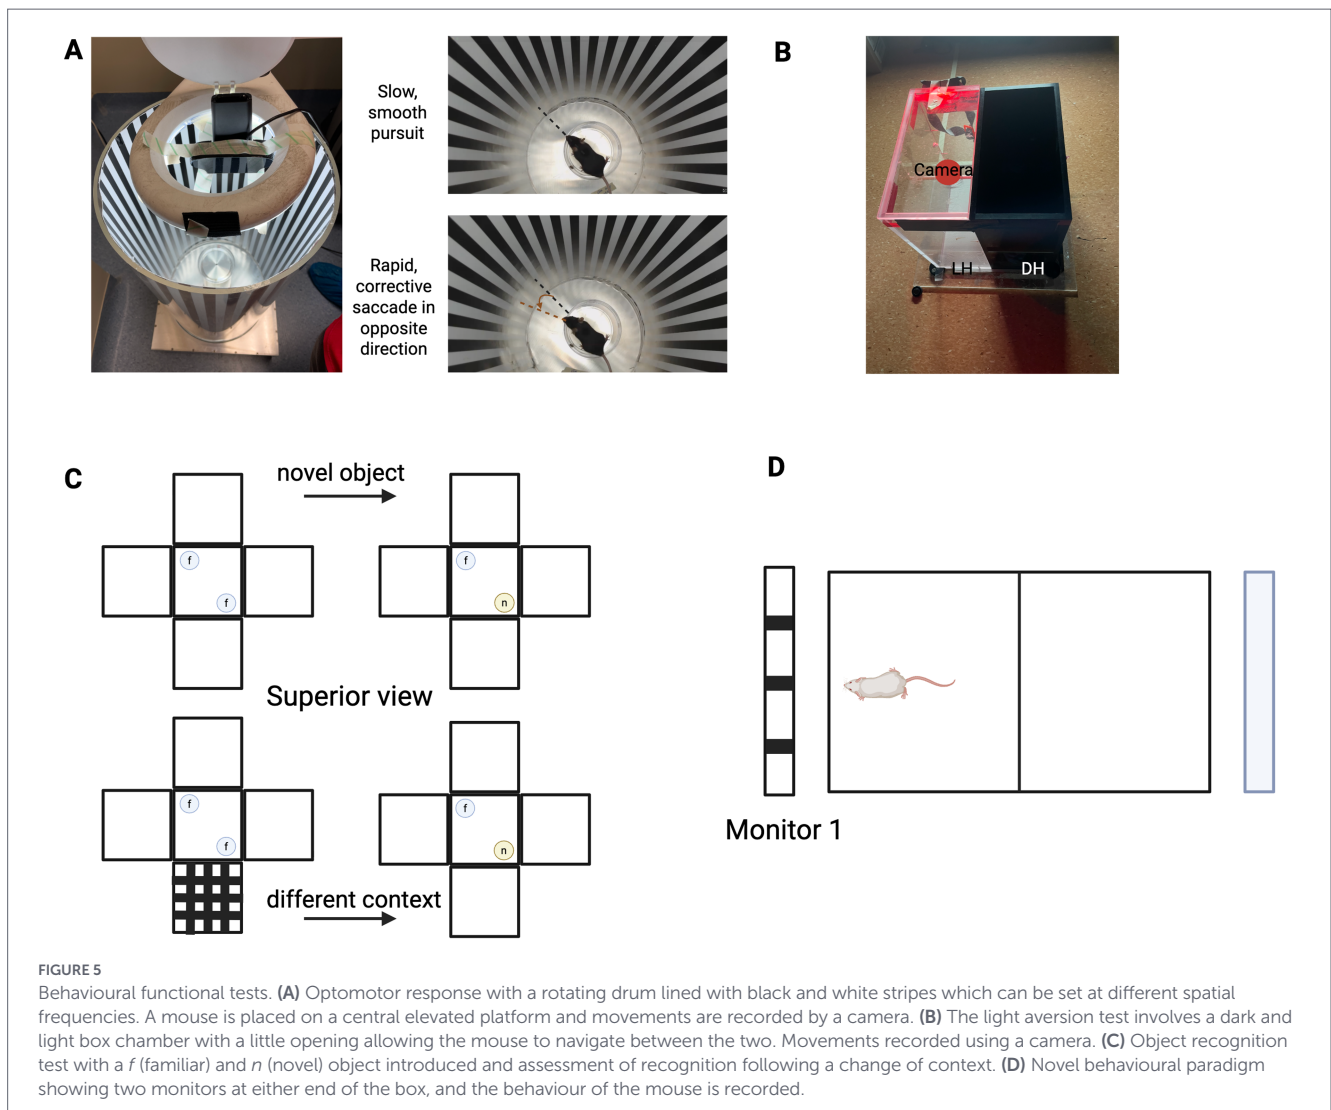 A
Slow,
smooth
pursuit
Rapid,
corrective
saccade in
opposite
direction
B
Camera
LH
DH
C
novel object
f
f
f
n
Superior view
f
f
f
n
different context
D
Monitor 1
FIGURE 5
Behavioural functional tests. (A) Optomotor response with a rotating drum lined with black and white stripes which can be set at different spatial
frequencies. A mouse is placed on a central elevated platform and movements are recorded by a camera. (B) The light aversion test involves a dark and
light box chamber with a little opening allowing the mouse to navigate between the two. Movements recorded using a camera. (C) Object recognition
test with a f (familiar) and n (novel) object introduced and assessment of recognition following a change of context. (D) Novel behavioural paradigm
showing two monitors at either end of the box, and the behaviour of the mouse is recorded.